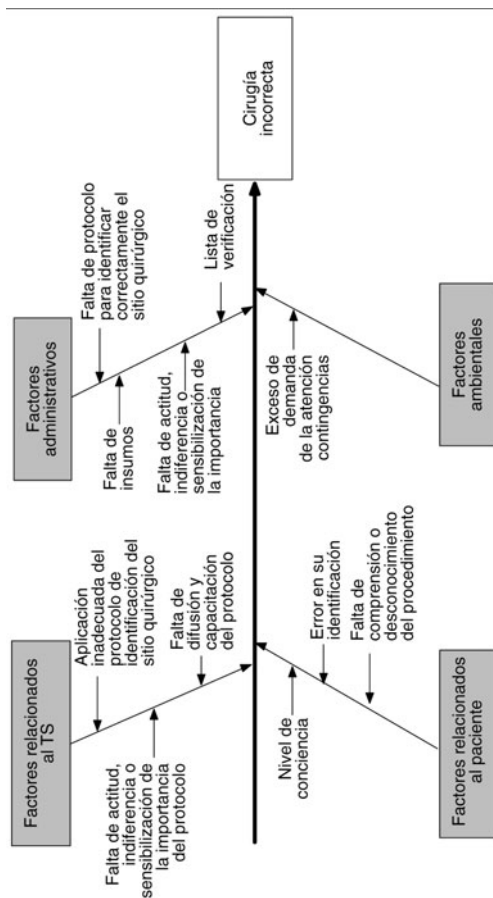 Factores relacionados
al TS
Aplicación
inadecuada del
protocolo de
identificación del
sitio quirúrgico
Falta de actitud,
indiferencia o
sensibilización de
la importancia
del protocolo
Falta de
difusión y
capacitación
del protocolo
Factores
administrativos
Falta de protocolo
para identificar
correctamente el
sitio quirúrgico
Falta de
insumos
Falta de actitud,
indiferencia o
sensibilización de
la importancia
Lista de
verificación
Cirugía
incorrecta
Nivel de
conciencia
Error en su
identificación
Falta de
comprensión o
desconocimiento
del procedimiento
Factores relacionados
al paciente
Exceso de
demanda
de la atención
contingencias
Factores
ambientales